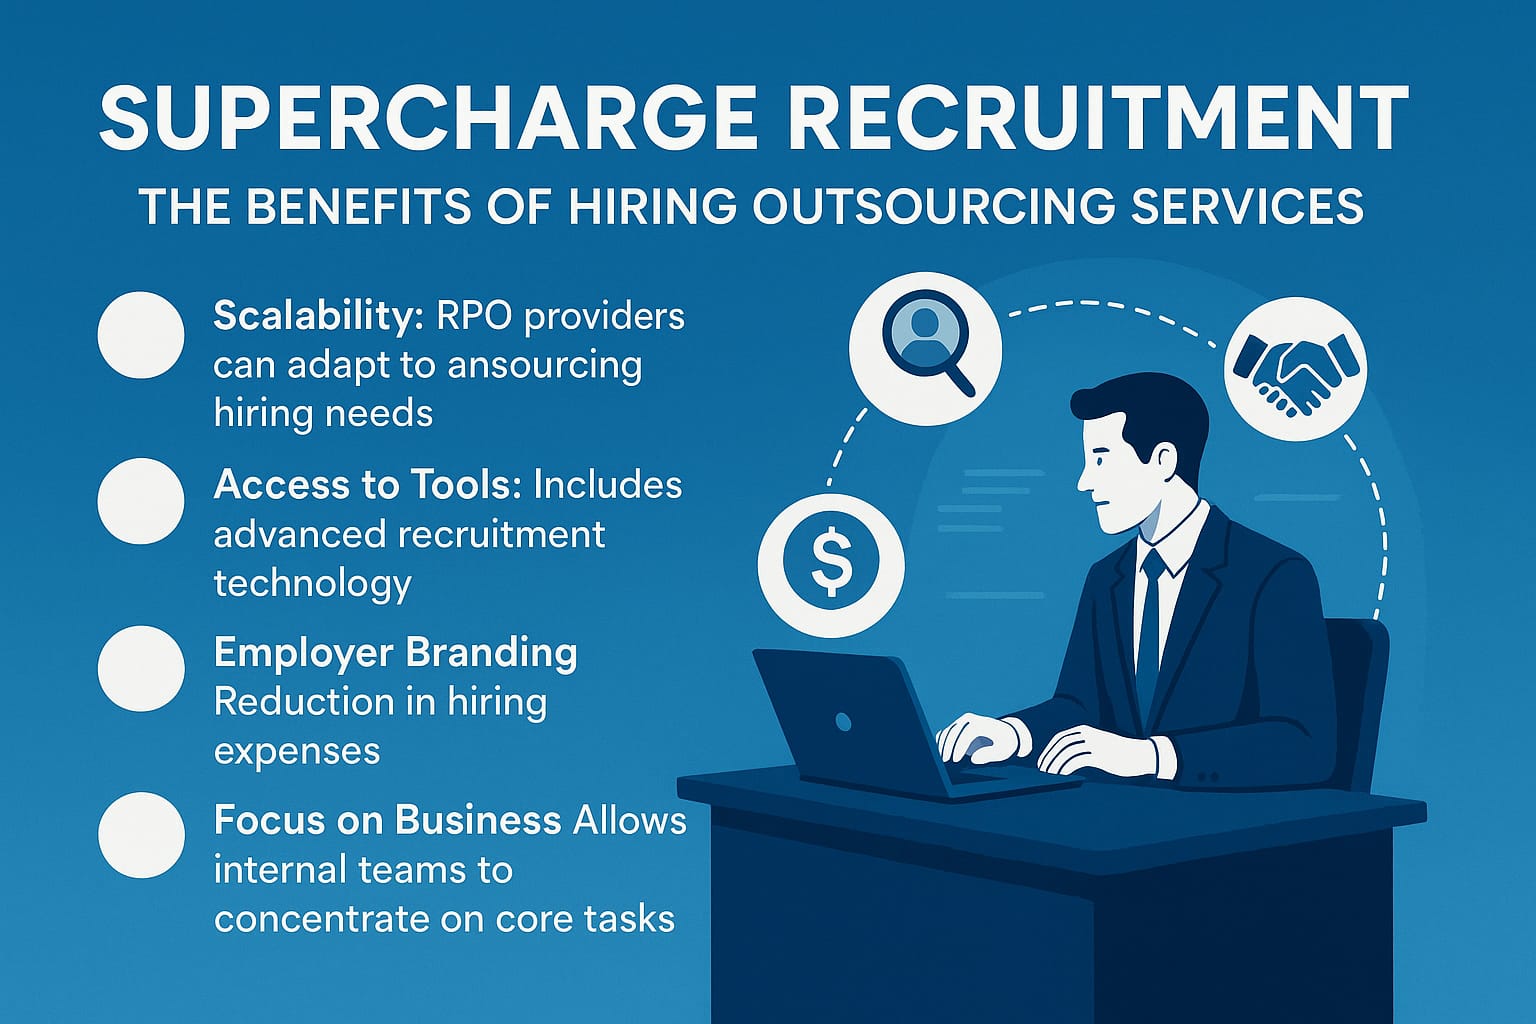 SUPERCHARGE RECRUITMENT
THE BENEFITS OF HIRING OUTSOURCING SERVICES
Scalability: RPO providers
can adapt to ansourcing
hiring needs
Access to Tools: Includes
advanced recruitment
technology
Employer Branding
Reduction in hiring
expenses
Focus on Business Allows
internal teams to
concentrate on core tasks
$